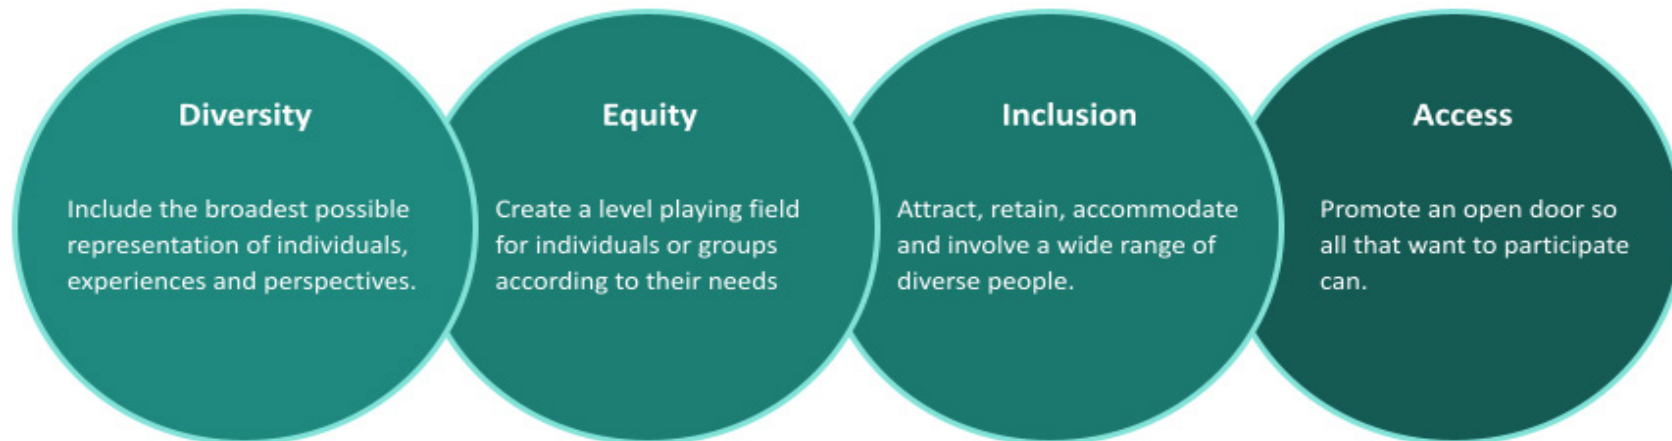 Diversity
Include the broadest possible
representation of individuals,
experiences and perspectives.
Equity
Create a level playing field
for individuals or groups
according to their needs
Inclusion
Attract, retain, accommodate
and involve a wide range of
diverse people.
Access
Promote an open door so
all that want to participate
can.